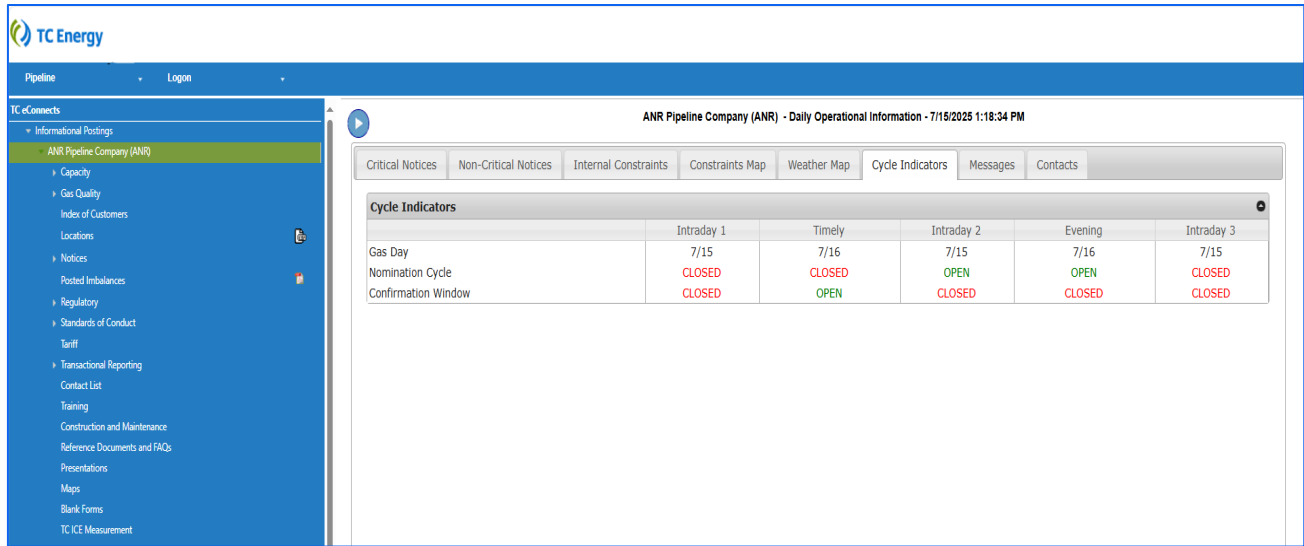 TC Energy
Pipeline Logon
TC eConnects
Informational Postings
ANR Pipeline Company (ANR)
Capacity
Gas Quality
Index of Customers
Locations
Notices
Posted Imbalances
Regulatory
Standards of Conduct
Tariff
Transactional Reporting
Contact List
Training
Construction and Maintenance
Reference Documents and FAQs
Presentations
Maps
Blank Forms
TC ICE Measurement
ANR Pipeline Company (ANR) - Daily Operational Information - 7/15/2025 1:18:34 PM
Critical Notices Non-Critical Notices Internal Constraints Constraints Map Weather Map Cycle Indicators Messages Contacts
Cycle Indicators
Intraday 1 Timely Intraday 2 Evening Intraday 3
Gas Day 7/15 7/16 7/15 7/16 7/15
Nomination Cycle CLOSED CLOSED OPEN OPEN CLOSED
Confirmation Window CLOSED OPEN CLOSED CLOSED CLOSED